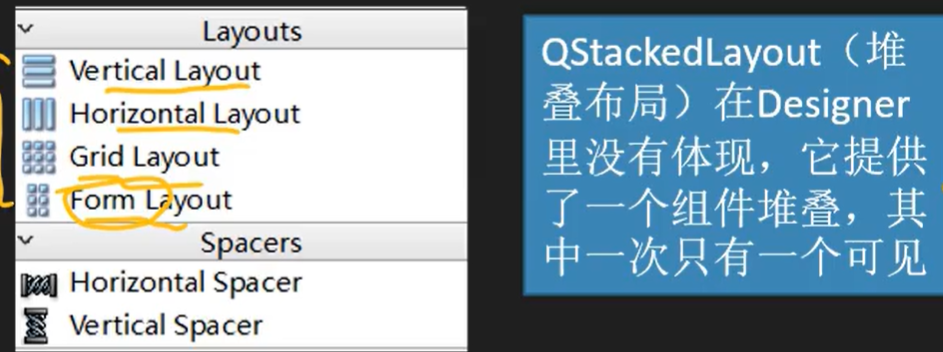 Layouts
Vertical Layout
Horizontal Layout
Grid Layout
Form Layout
Spacers
Horizontal Spacer
Vertical Spacer
QStackedLayout（堆
叠布局）在Designer
里没有体现，它提供
了一个组件堆叠，其
中一次只有一个可见